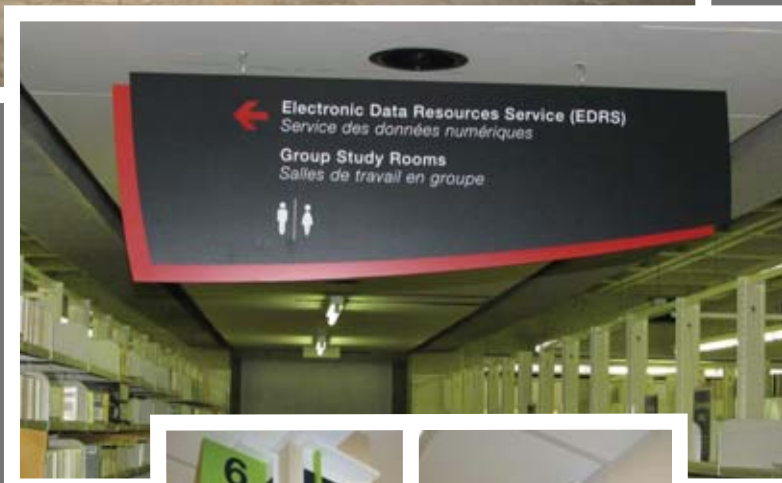 Electronic Data Resources Service (EDRS)
Service des données numériques
Group Study Rooms
Salles de travail en groupe
6